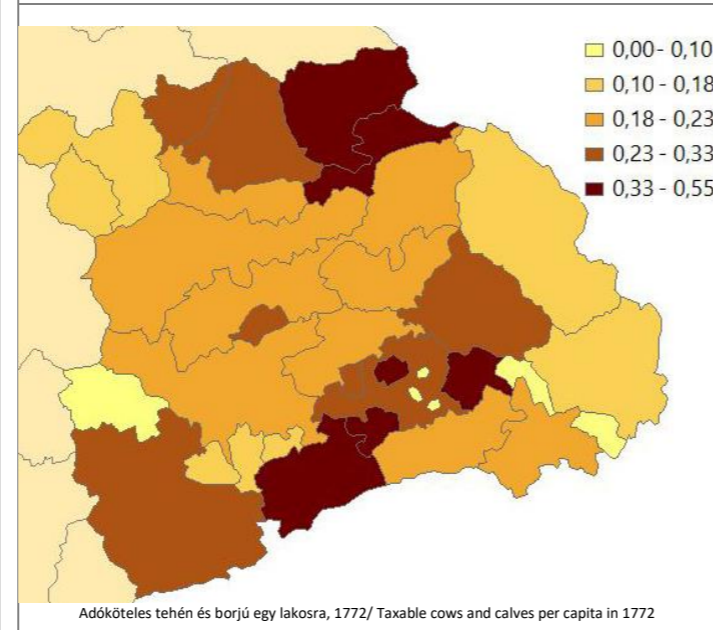 0,00- 0,10
0,10 - 0,18
0,18 - 0,23
0,23 - 0,33
0,33 - 0,55
Adóköteles tehén és borjú egy lakosra, 1772/ Taxable cows and calves per capita in 1772